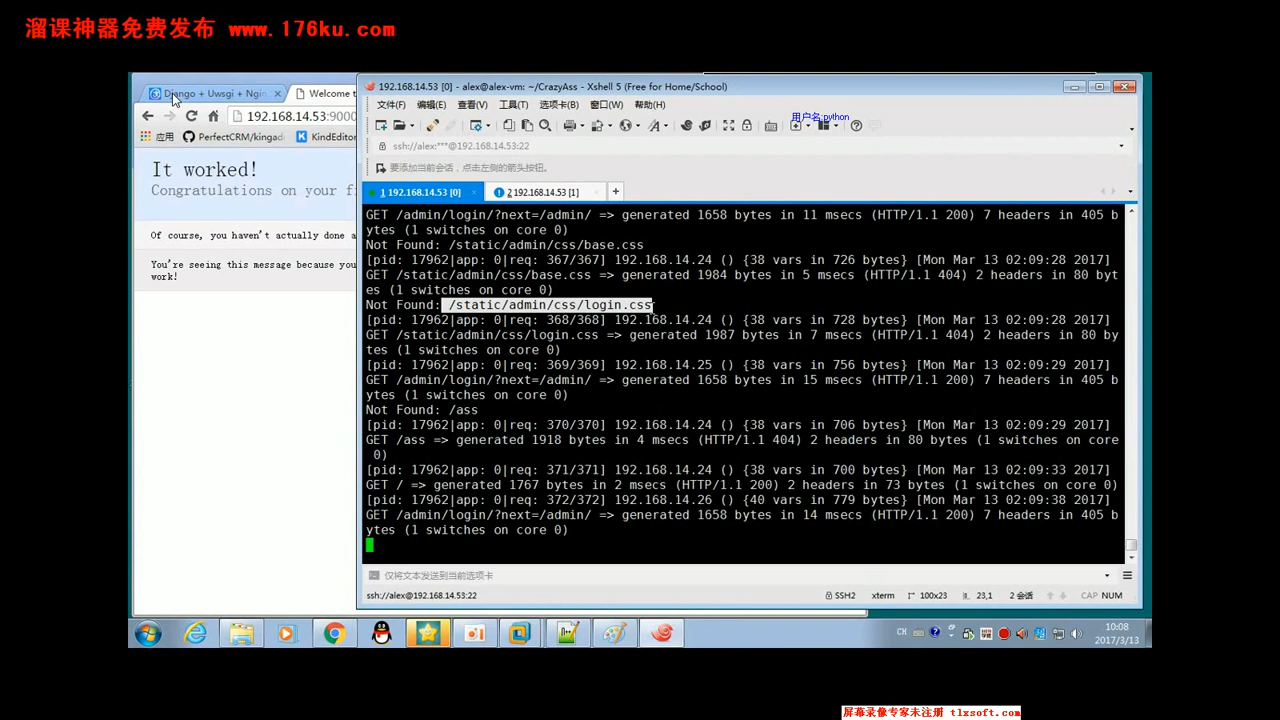 溜课神器免费发布 www.176ku.com
Django + Uwsgi + Ngin
Welcome t
192.168.14.53:9000
应用 PerfectCRM/kingad KindEditor
It worked!
Congratulations on your fi
Of course, you haven't actually done a
You're seeing this message because you
work!
192.168.14.53 [0] - alex@alex-vm: ~/CrazyAss - Xshell 5 (Free for Home/School)
文件(F) 编辑(E) 查看(V) 工具(T) 选项卡(B) 窗口(W) 帮助(H)
用户名:python
ssh://alex:***@192.168.14.53:22
要添加当前会话，点击左侧的箭头按钮。
1 192.168.14.53 [0] 2 192.168.14.53 [1]
GET /admin/login/?next=/admin/ => generated 1658 bytes in 11 msecs (HTTP/1.1 200) 7 headers in 405 b
ytes (1 switches on core 0)
Not Found: /static/admin/css/base.css
[pid: 17962|app: 0|req: 367/367] 192.168.14.24 () {38 vars in 726 bytes} [Mon Mar 13 02:09:28 2017]
GET /static/admin/css/base.css => generated 1984 bytes in 5 msecs (HTTP/1.1 404) 2 headers in 80 byt
es (1 switches on core 0)
Not Found: /static/admin/css/login.css
[pid: 17962|app: 0|req: 368/368] 192.168.14.24 () {38 vars in 728 bytes} [Mon Mar 13 02:09:28 2017]
GET /static/admin/css/login.css => generated 1987 bytes in 7 msecs (HTTP/1.1 404) 2 headers in 80 by
tes (1 switches on core 0)
[pid: 17962|app: 0|req: 369/369] 192.168.14.25 () {38 vars in 756 bytes} [Mon Mar 13 02:09:29 2017]
GET /admin/login/?next=/admin/ => generated 1658 bytes in 15 msecs (HTTP/1.1 200) 7 headers in 405 b
ytes (1 switches on core 0)
Not Found: /ass
[pid: 17962|app: 0|req: 370/370] 192.168.14.24 () {38 vars in 706 bytes} [Mon Mar 13 02:09:29 2017]
GET /ass => generated 1918 bytes in 4 msecs (HTTP/1.1 404) 2 headers in 80 bytes (1 switches on core
0)
[pid: 17962|app: 0|req: 371/371] 192.168.14.24 () {38 vars in 700 bytes} [Mon Mar 13 02:09:33 2017]
GET / => generated 1767 bytes in 2 msecs (HTTP/1.1 200) 2 headers in 73 bytes (1 switches on core 0)
[pid: 17962|app: 0|req: 372/372] 192.168.14.26 () {40 vars in 779 bytes} [Mon Mar 13 02:09:38 2017]
GET /admin/login/?next=/admin/ => generated 1658 bytes in 14 msecs (HTTP/1.1 200) 7 headers in 405 b
ytes (1 switches on core 0)
仅将文本发送到当前选项卡
ssh://alex@192.168.14.53:22 SSH2 xterm 100x23 23,1 2 会话 CAP NUM
CH 10:08
2017/3/13
屏幕录像专家未注册 tlxsoft.com